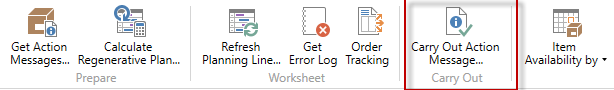 Get Action
Messages...
Calculate
Regenerative Plan...
Prepare
Refresh
Planning Line...
Get
Error Log
Order
Tracking
Worksheet
Carry Out Action
Message...
Carry Out
Item
Availability by